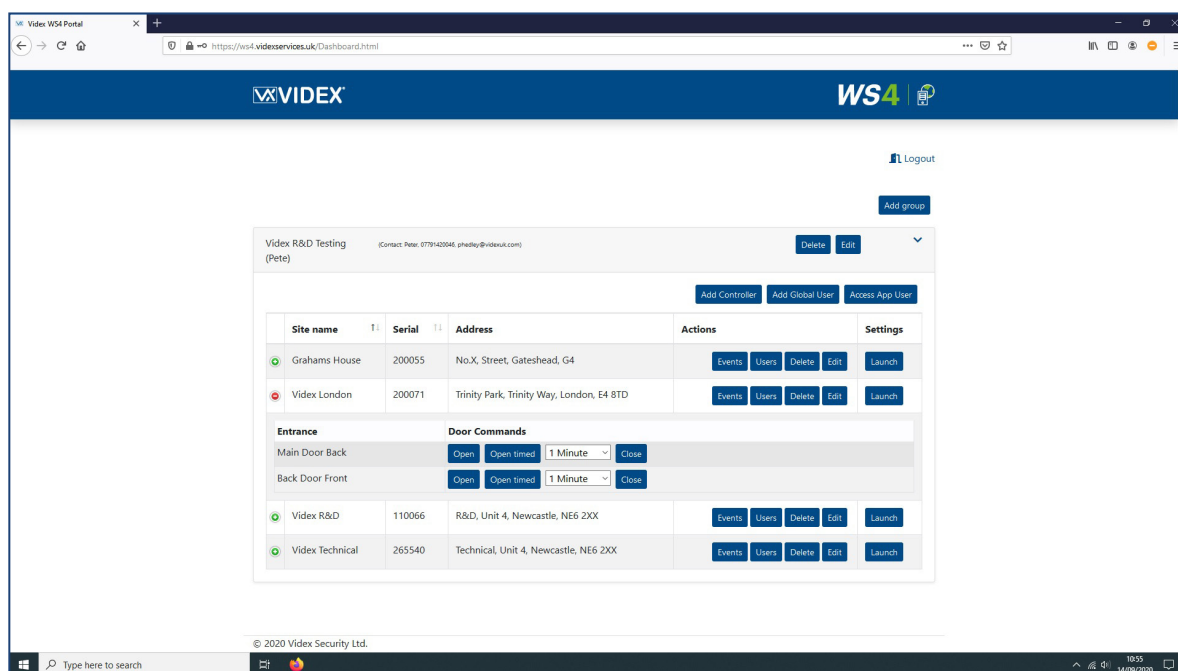 Videx WS4 Portal
https://ws4.videxservices.uk/Dashboard.html
VIDEX
WS4
Logout
Add group
Videx R&D Testing (Contact: Peter, 07791420046, phedley@videxuk.com) Delete Edit
(Pete)
Add Controller Add Global User Access App User
Site name Serial Address Actions Settings
Grahams House 200055 No.X, Street, Gateshead, G4 Events Users Delete Edit Launch
Videx London 200071 Trinity Park, Trinity Way, London, E4 8TD Events Users Delete Edit Launch
Entrance Door Commands
Main Door Back Open Open timed 1 Minute Close
Back Door Front Open Open timed 1 Minute Close
Videx R&D 110066 R&D, Unit 4, Newcastle, NE6 2XX Events Users Delete Edit Launch
Videx Technical 265540 Technical, Unit 4, Newcastle, NE6 2XX Events Users Delete Edit Launch
© 2020 Videx Security Ltd.
Type here to search
10:55
14/09/2020